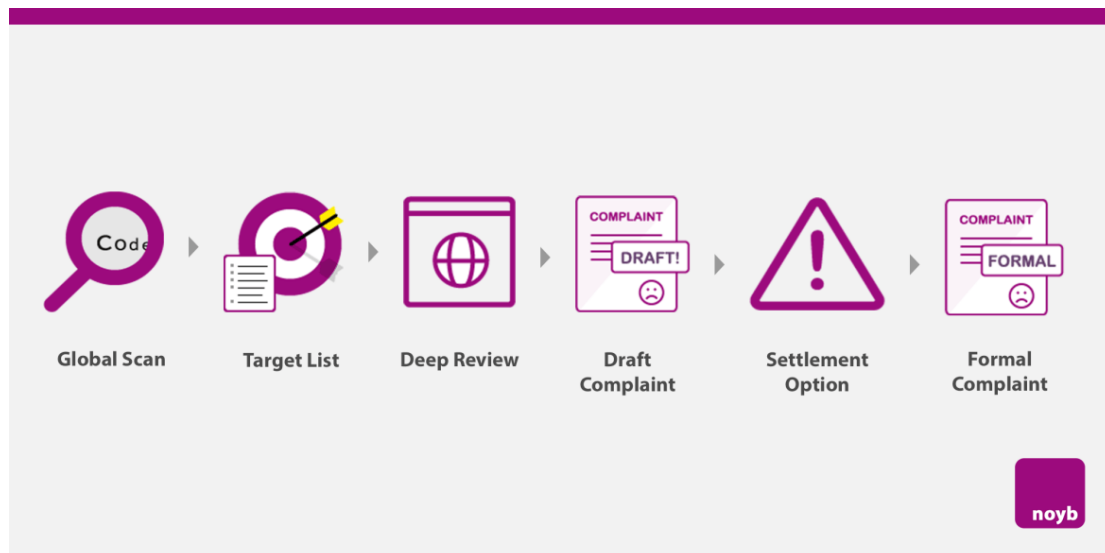 Code
Global Scan
Target List
Deep Review
COMPLAINT
DRAFT!
Draft
Complaint
Settlement
Option
COMPLAINT
FORMAL
Formal
Complaint
noyb